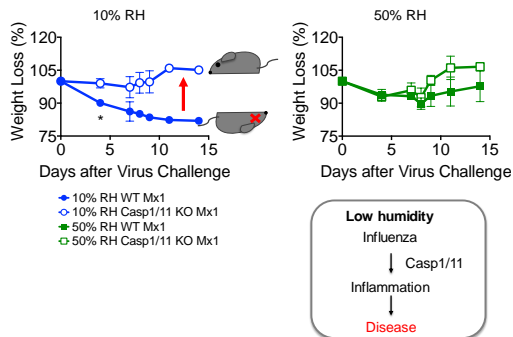 10% RH
Weight Loss (%)
120
105
90
75
*
0
5
10
15
Days after Virus Challenge
10% RH WT Mx1
10% RH Casp1/11 KO Mx1
50% RH WT Mx1
50% RH Casp1/11 KO Mx1
50% RH
Weight Loss (%)
120
105
90
75
0
5
10
15
Days after Virus Challenge
Low humidity
Influenza
Casp1/11
Inflammation
Disease